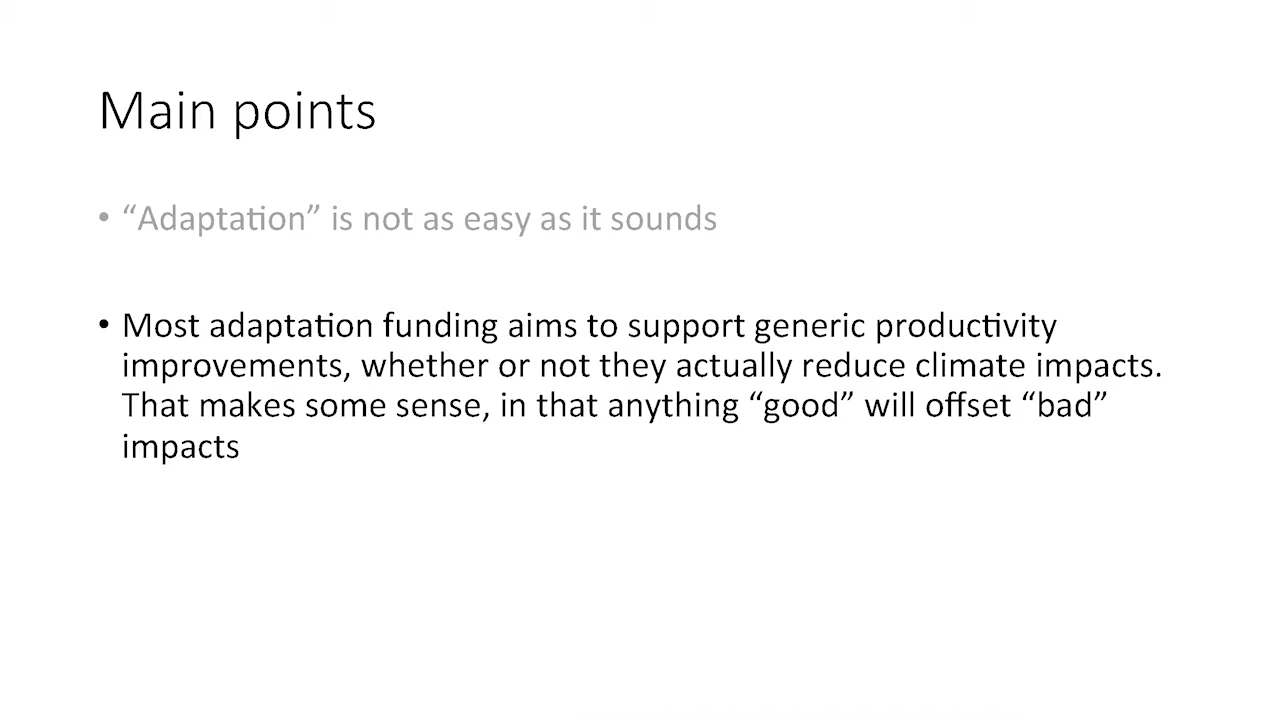 Main points
• “Adaptation” is not as easy as it sounds
• Most adaptation funding aims to support generic productivity
improvements, whether or not they actually reduce climate impacts.
That makes some sense, in that anything “good” will offset “bad”
impacts